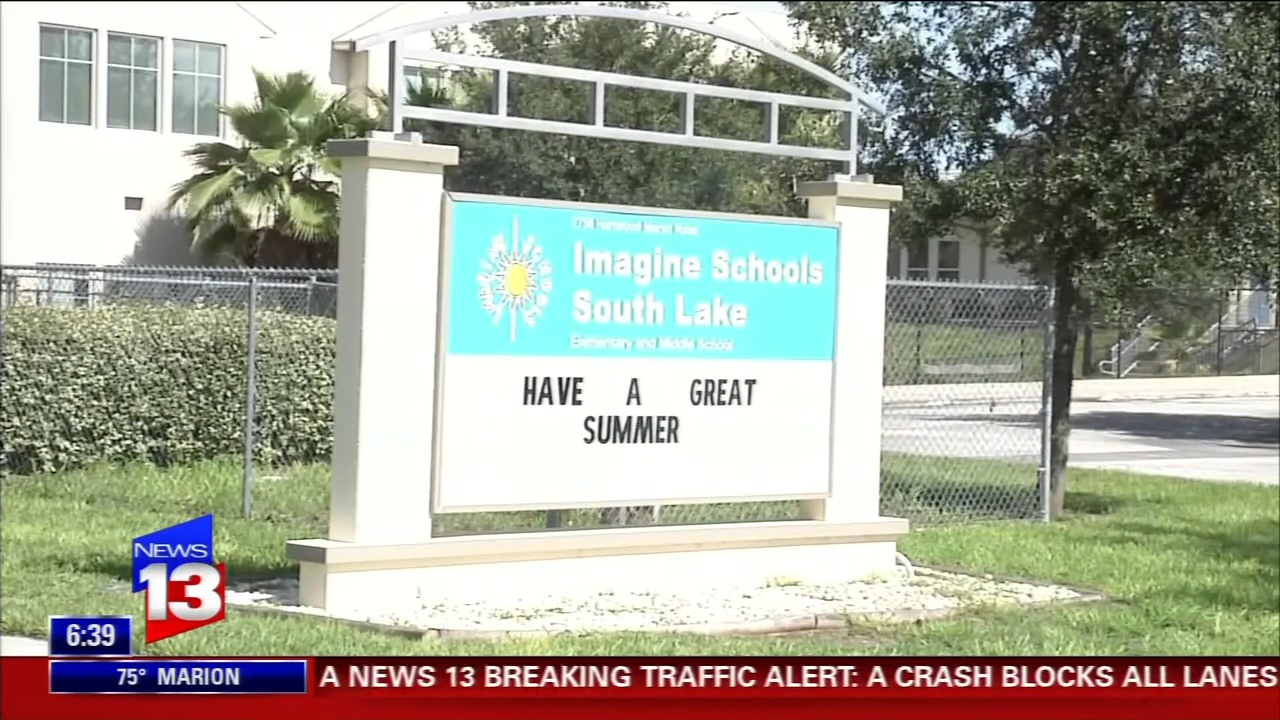 Imagine Schools
South Lake
Elementary and Middle School
HAVE A GREAT
SUMMER
NEWS
13
6:39
75° MARION
A NEWS 13 BREAKING TRAFFIC ALERT: A CRASH BLOCKS ALL LANES